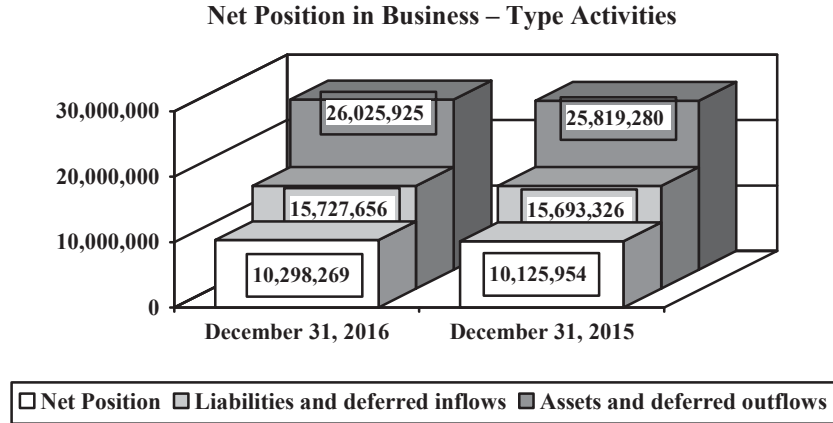 Net Position in Business – Type Activities
30,000,000
20,000,000
10,000,000
0
26,025,925
25,819,280
15,727,656
15,693,326
10,298,269
10,125,954
December 31, 2016
December 31, 2015
Net Position
Liabilities and deferred inflows
Assets and deferred outflows